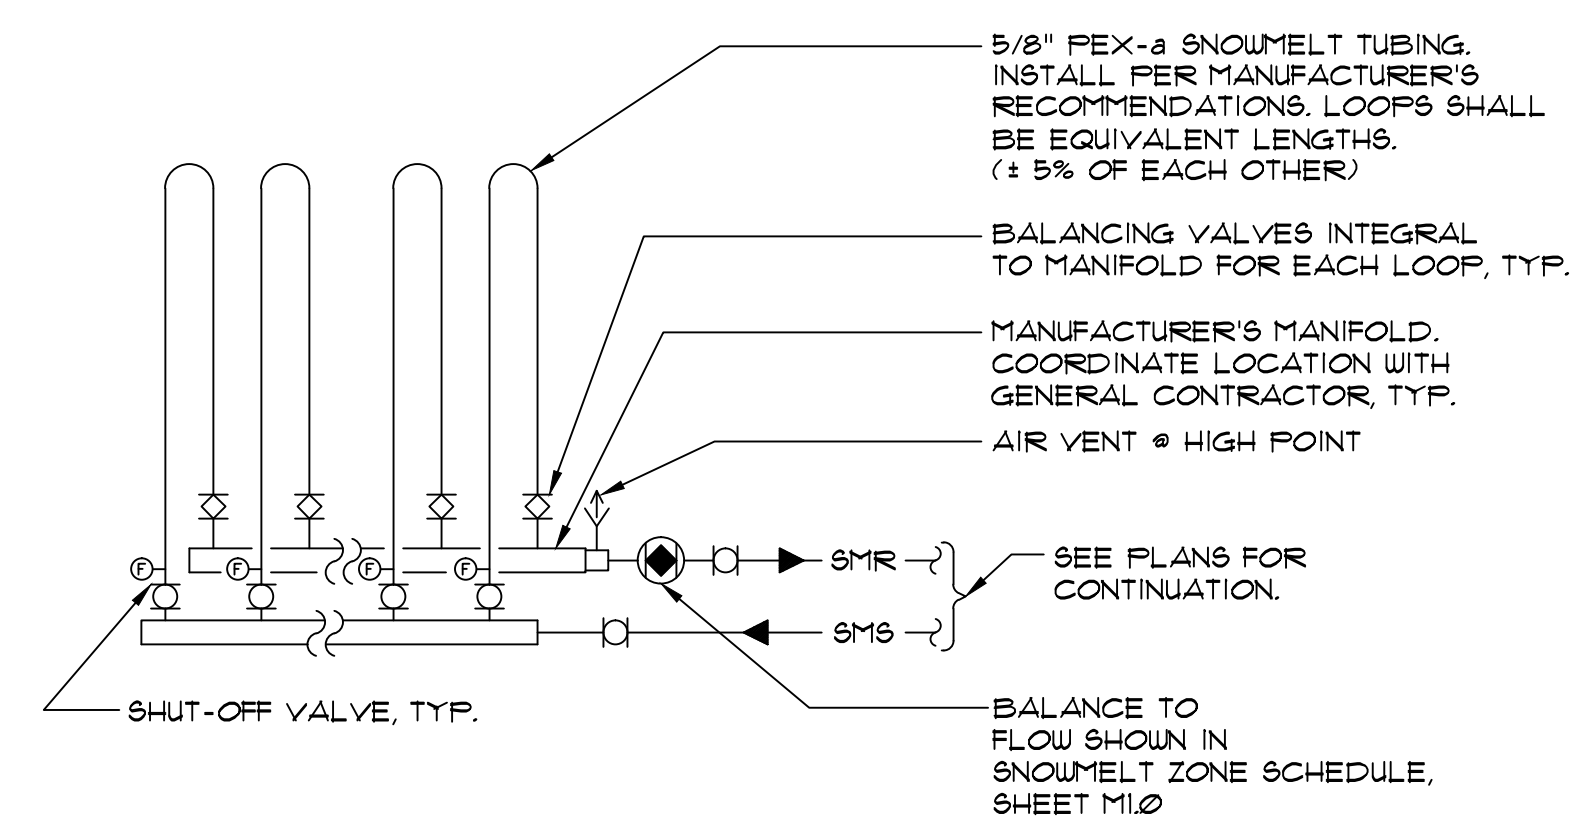 5/8" PEX-a SNOWMELT TUBING.
INSTALL PER MANUFACTURER'S
RECOMMENDATIONS. LOOPS SHALL
BE EQUIVALENT LENGTHS.
(± 5% OF EACH OTHER)
BALANCING VALVES INTEGRAL
TO MANIFOLD FOR EACH LOOP, TYP.
MANUFACTURER'S MANIFOLD.
COORDINATE LOCATION WITH
GENERAL CONTRACTOR, TYP.
AIR VENT @ HIGH POINT
F
F
F
F
SMR
SEE PLANS FOR
CONTINUATION.
SMS
SHUT-OFF VALVE, TYP.
BALANCE TO
FLOW SHOWN IN
SNOWMELT ZONE SCHEDULE,
SHEET M1.Ø